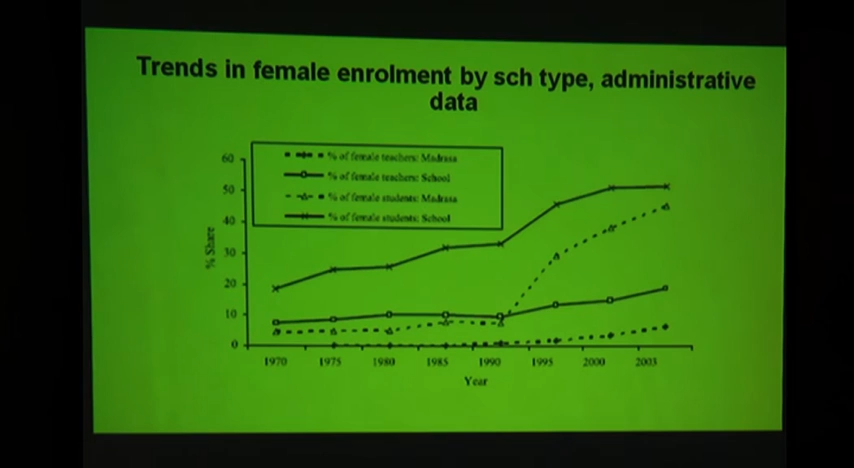 Trends in female enrolment by sch type, administrative
data
% of female teachers: Madrasa
% of female teachers: School
% of female students: Madrasa
% of female students: School
% Share
60
50
40
30
20
10
0
1970 1975 1980 1985 1990 1995 2000 2003
Year